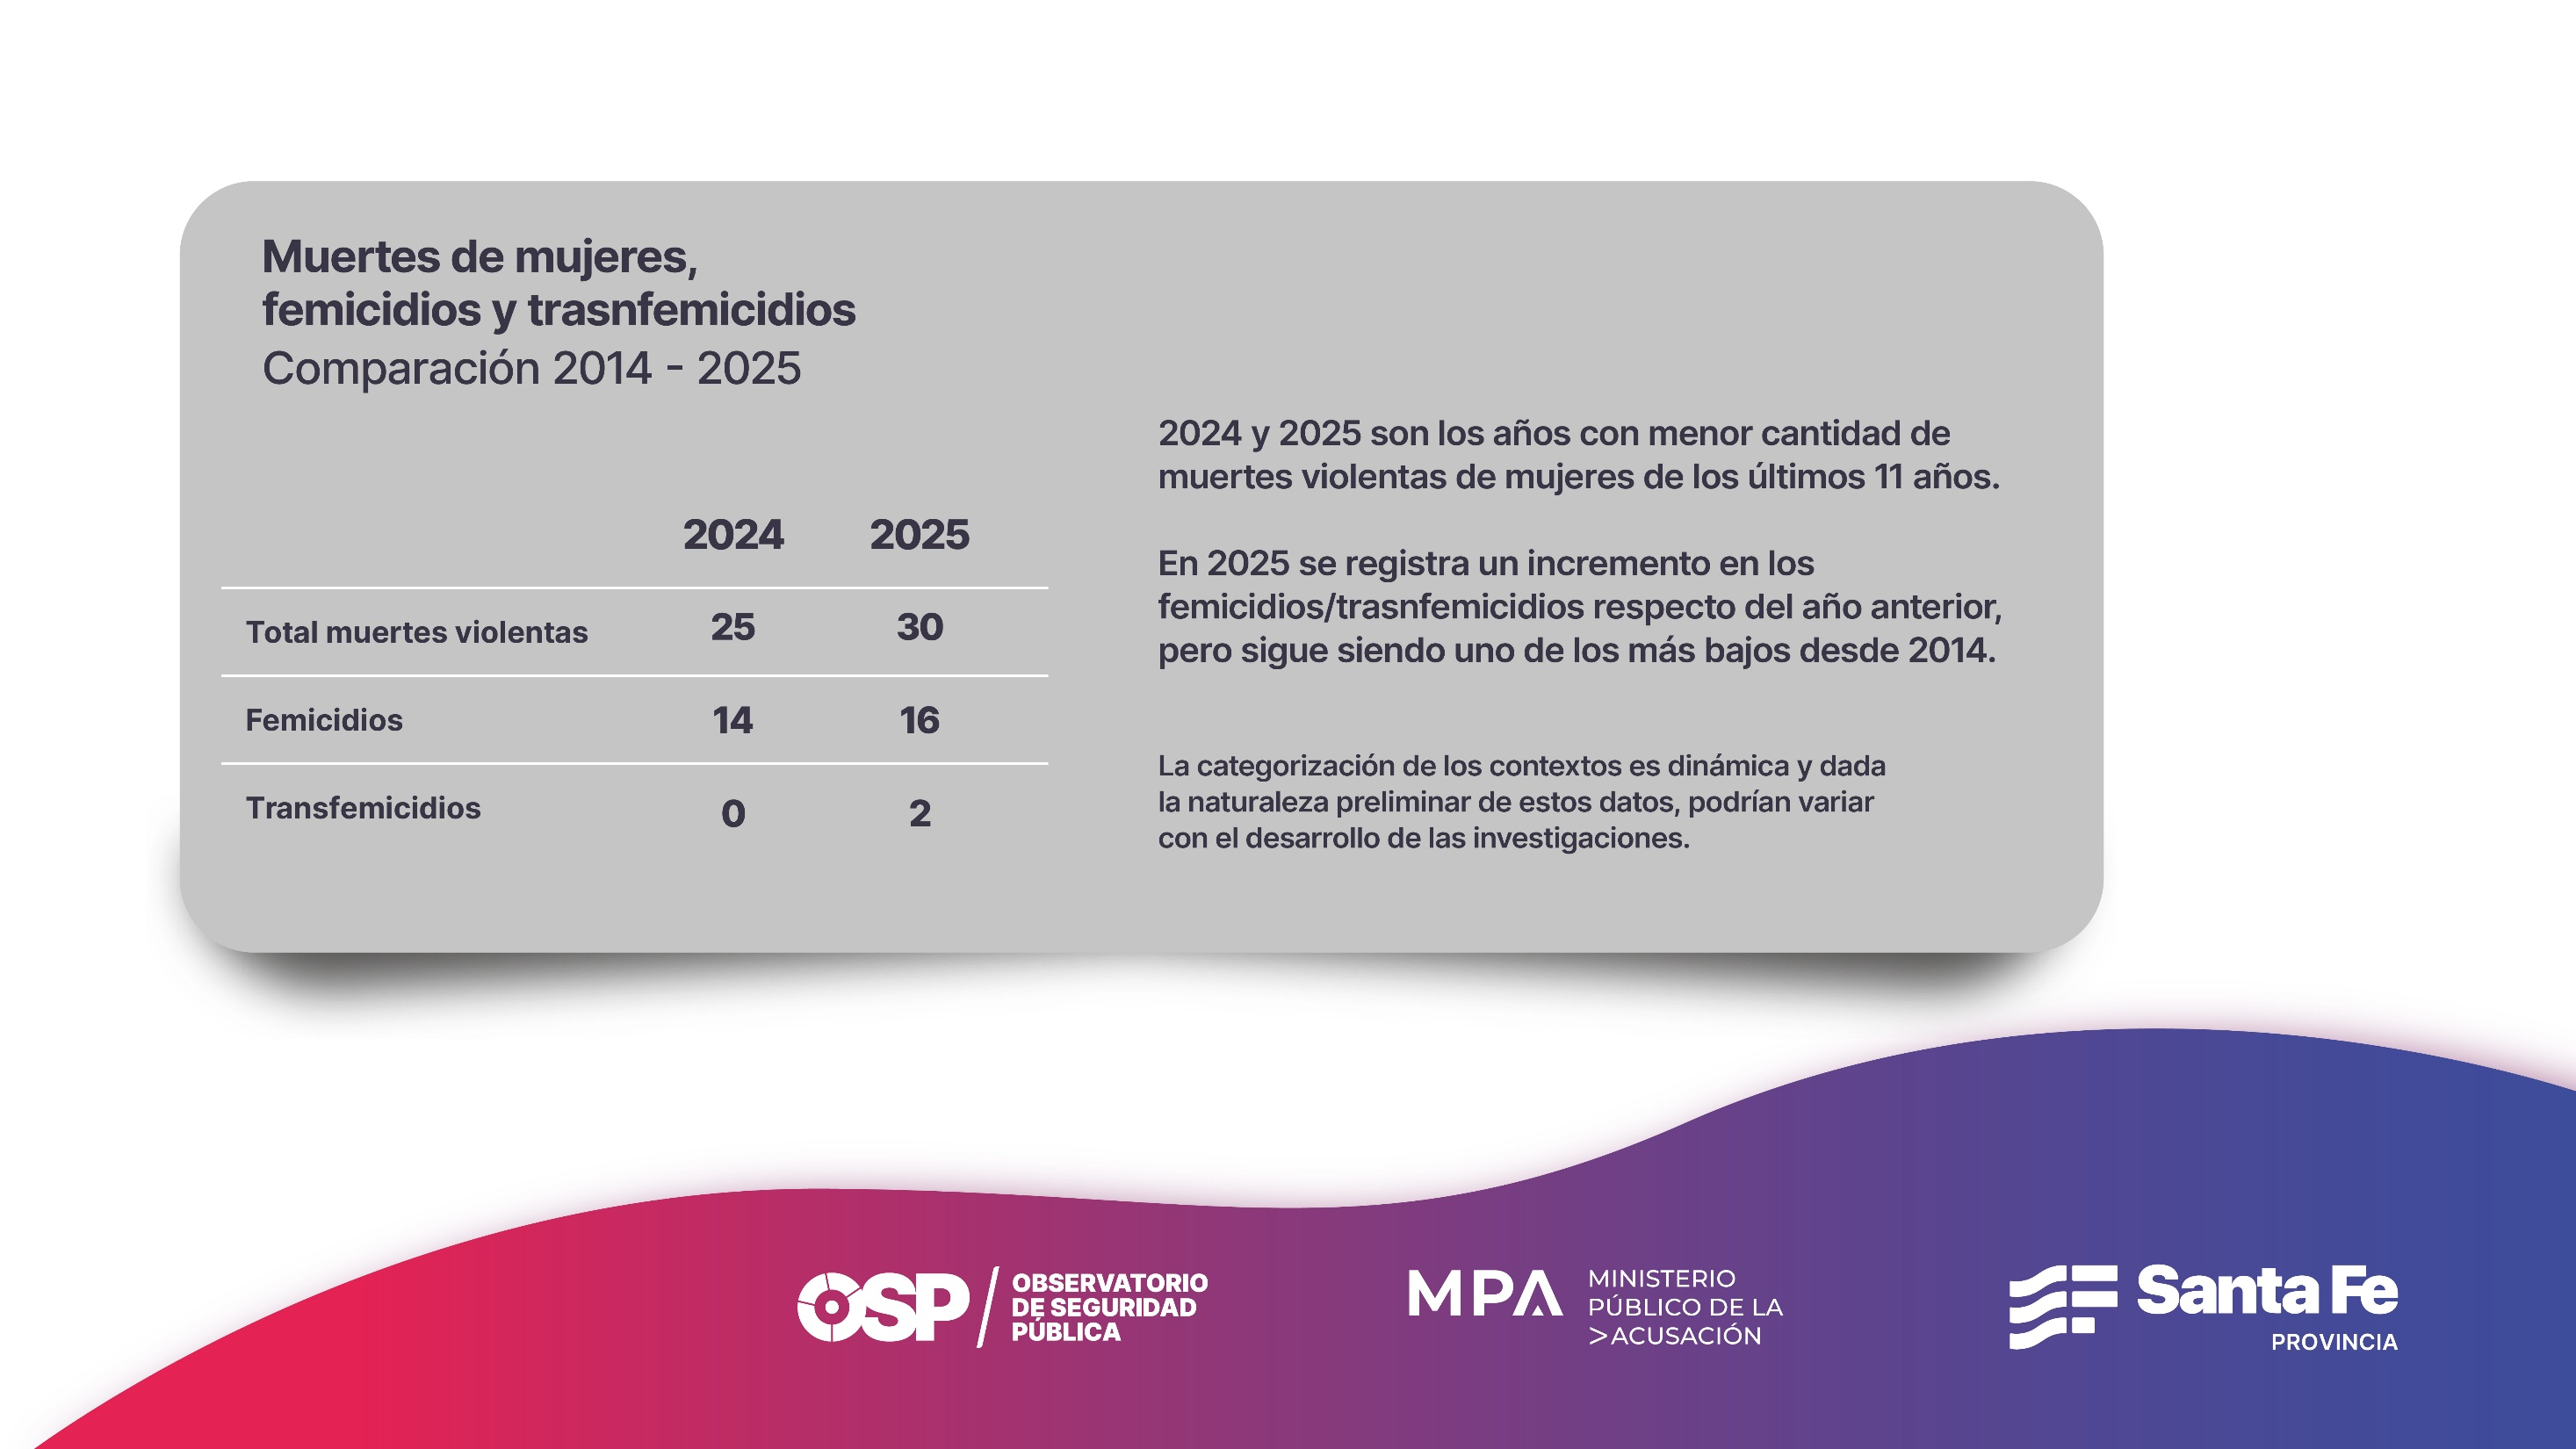 Muertes de mujeres,
femicidios y trasnfemicidios
Comparación 2014 - 2025
2024 2025
Total muertes violentas 25 30
Femicidios 14 16
Transfemicidios 0 2
2024 y 2025 son los años con menor cantidad de
muertes violentas de mujeres de los últimos 11 años.
En 2025 se registra un incremento en los
femicidios/trasnfemicidios respecto del año anterior,
pero sigue siendo uno de los más bajos desde 2014.
La categorización de los contextos es dinámica y dada
la naturaleza preliminar de estos datos, podrían variar
con el desarrollo de las investigaciones.
OSP
OBSERVATORIO
DE SEGURIDAD
PÚBLICA
MPA
MINISTERIO
PÚBLICO DE LA
>ACUSACIÓN
Santa Fe
PROVINCIA